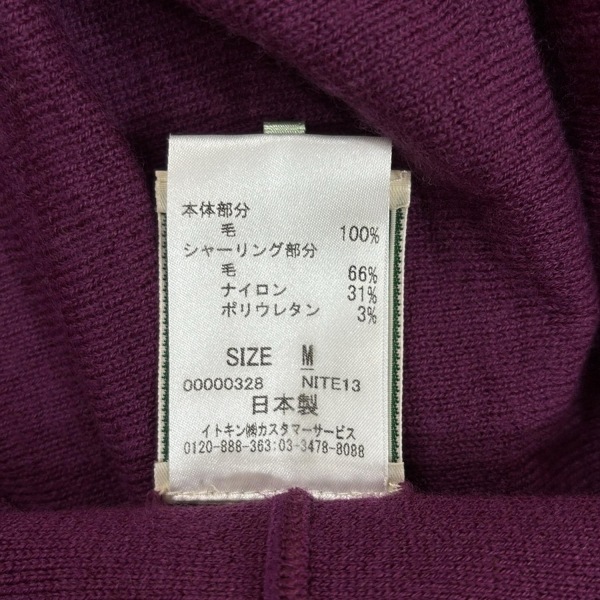 本体部分
毛 100%
シャーリング部分
毛 66%
ナイロン 31%
ポリウレタン 3%
SIZE M
00000328 NITE13
日本製
イトキン㈱カスタマーサービス
0120-888-363:03-3478-8088